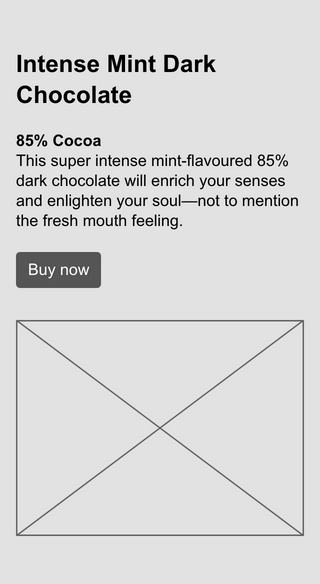 Intense Mint Dark
Chocolate
85% Cocoa
This super intense mint-flavoured 85%
dark chocolate will enrich your senses
and enlighten your soul—not to mention
the fresh mouth feeling.
Buy now